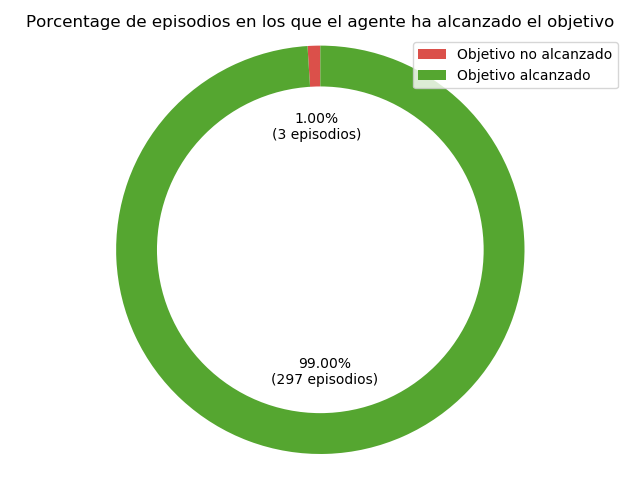 Porcentage de episodios en los que el agente ha alcanzado el objetivo
Objetivo no alcanzado
Objetivo alcanzado
1.00%
(3 episodios)
99.00%
(297 episodios)